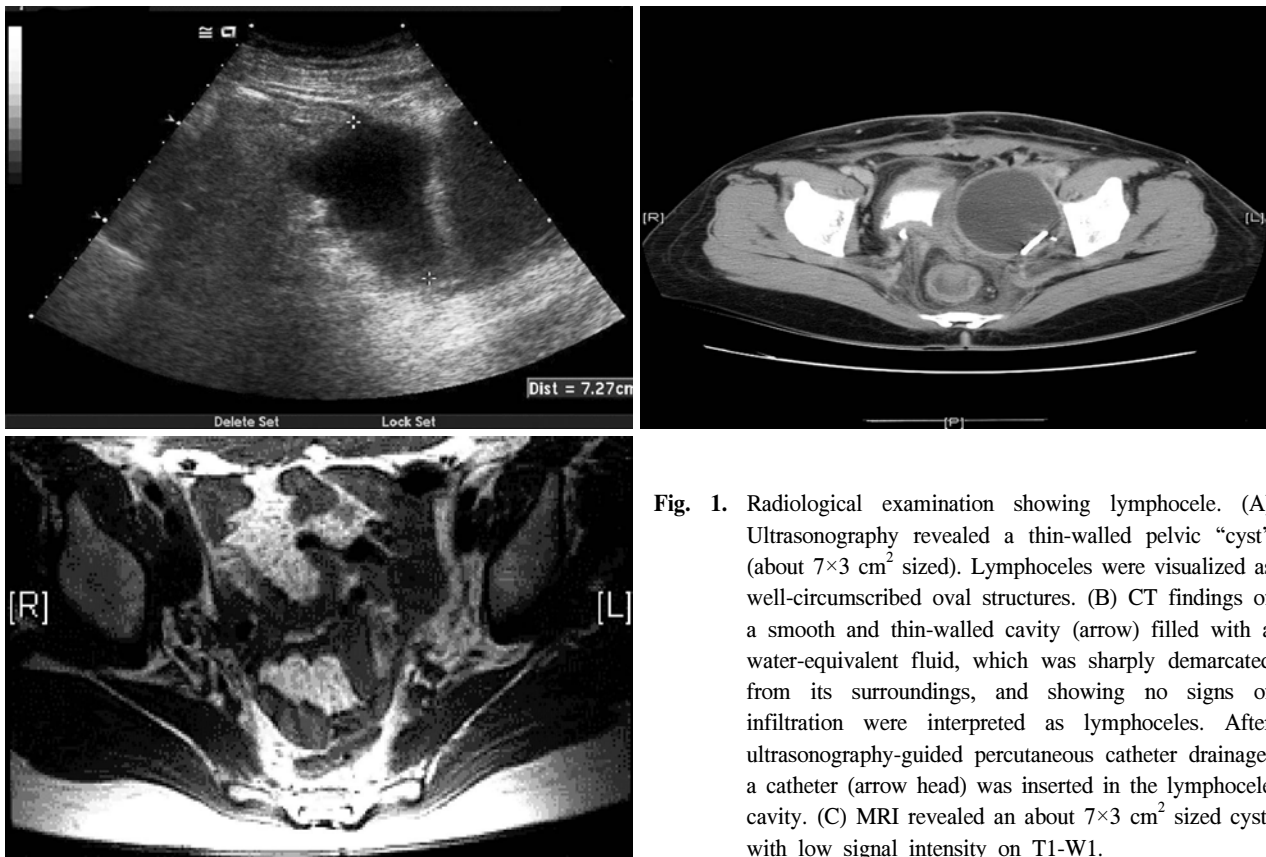 Dist = 7.27cm
Delete Set Lock Set
[R] [L]
[P]
[R] [L]
Fig. 1. Radiological examination showing lymphocele. (A)
Ultrasonography revealed a thin-walled pelvic “cyst”
(about 7×3 cm² sized). Lymphoceles were visualized as
well-circumscribed oval structures. (B) CT findings of
a smooth and thin-walled cavity (arrow) filled with a
water-equivalent fluid, which was sharply demarcated
from its surroundings, and showing no signs of
infiltration were interpreted as lymphoceles. After
ultrasonography-guided percutaneous catheter drainage,
a catheter (arrow head) was inserted in the lymphocele
cavity. (C) MRI revealed an about 7×3 cm² sized cyst,
with low signal intensity on T1-W1.